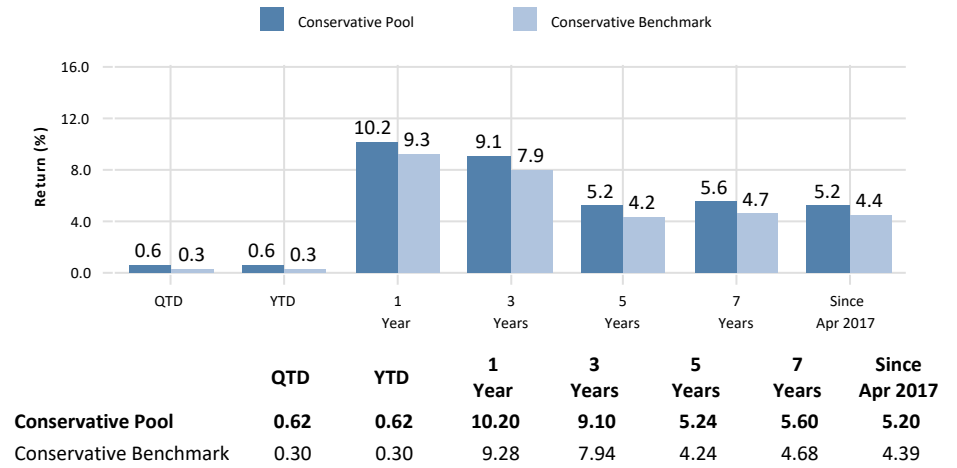 Conservative Pool Conservative Benchmark
16.0
12.0
8.0
4.0
0.0
Return (%)
0.6 0.3 0.6 0.3 10.2 9.3 9.1 7.9 5.2 4.2 5.6 4.7 5.2 4.4
QTD YTD 1 3 5 7 Since
Year Years Years Years Apr 2017
1 3 5 7 Since
QTD YTD Year Years Years Years Apr 2017
Conservative Pool 0.62 0.62 10.20 9.10 5.24 5.60 5.20
Conservative Benchmark 0.30 0.30 9.28 7.94 4.24 4.68 4.39